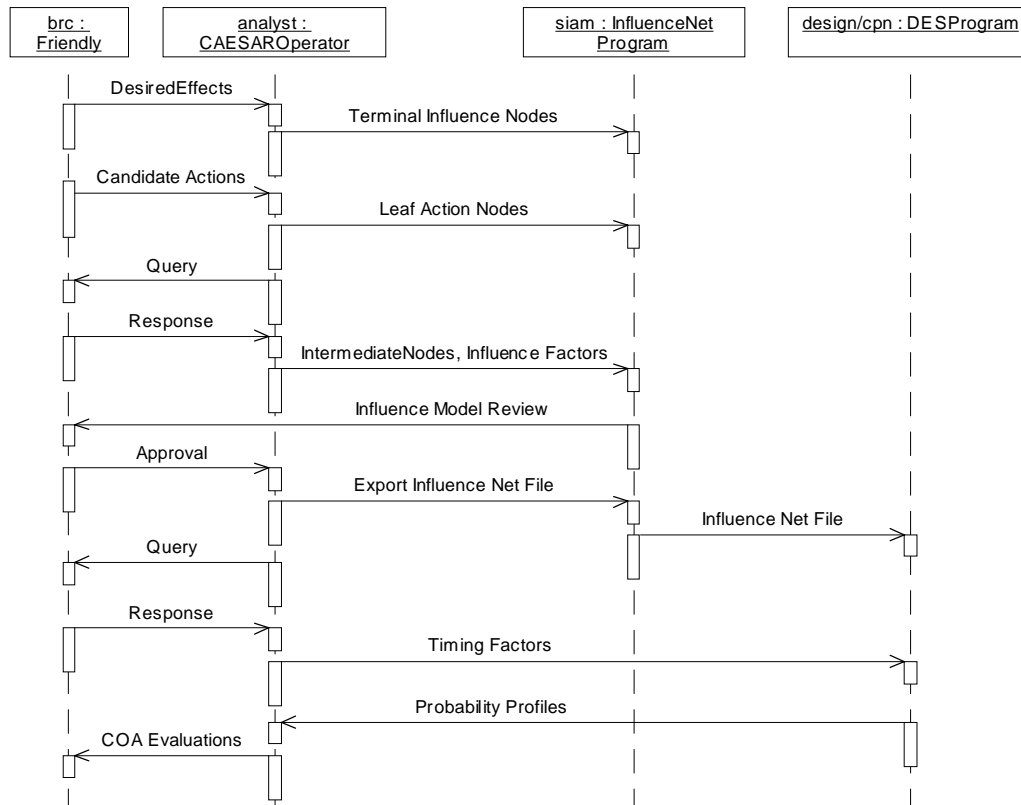 brc :
Friendly
analyst :
CAESAROperator
siam : InfluenceNet
Program
design/cpn : DESProgram
DesiredEffects
Terminal Influence Nodes
Candidate Actions
Leaf Action Nodes
Query
Response
IntermediateNodes, Influence Factors
Influence Model Review
Approval
Export Influence Net File
Influence Net File
Query
Response
Timing Factors
Probability Profiles
COA Evaluations